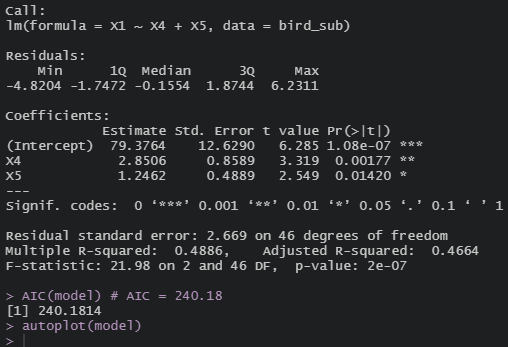 Call:
lm(formula = X1 ~ X4 + X5, data = bird_sub)
Residuals:
Min 1Q Median 3Q Max
-4.8204 -1.7472 -0.1554 1.8744 6.2311
Coefficients:
Estimate Std. Error t value Pr(>|t|)
(Intercept) 79.3764 12.6290 6.285 1.08e-07 ***
X4 2.8506 0.8589 3.319 0.00177 **
X5 1.2462 0.4889 2.549 0.01420 *
---
Signif. codes: 0 ‘***’ 0.001 ‘**’ 0.01 ‘*’ 0.05 ‘.’ 0.1 ‘ ’ 1
Residual standard error: 2.669 on 46 degrees of freedom
Multiple R-squared: 0.4886, Adjusted R-squared: 0.4664
F-statistic: 21.98 on 2 and 46 DF, p-value: 2e-07
> AIC(model) # AIC = 240.18
[1] 240.1814
> autoplot(model)
>